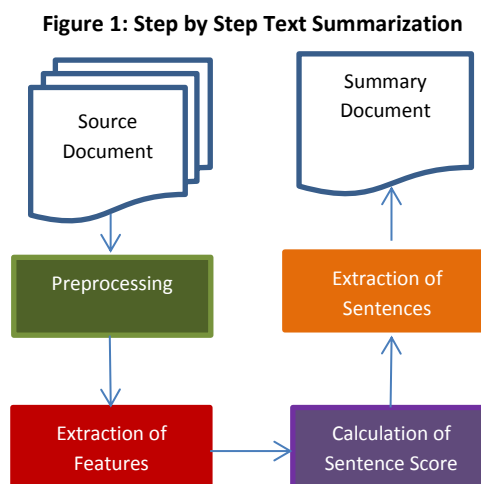 Figure 1: Step by Step Text Summarization
Source
Document
Preprocessing
Extraction of
Features
Calculation of
Sentence Score
Extraction of
Sentences
Summary
Document